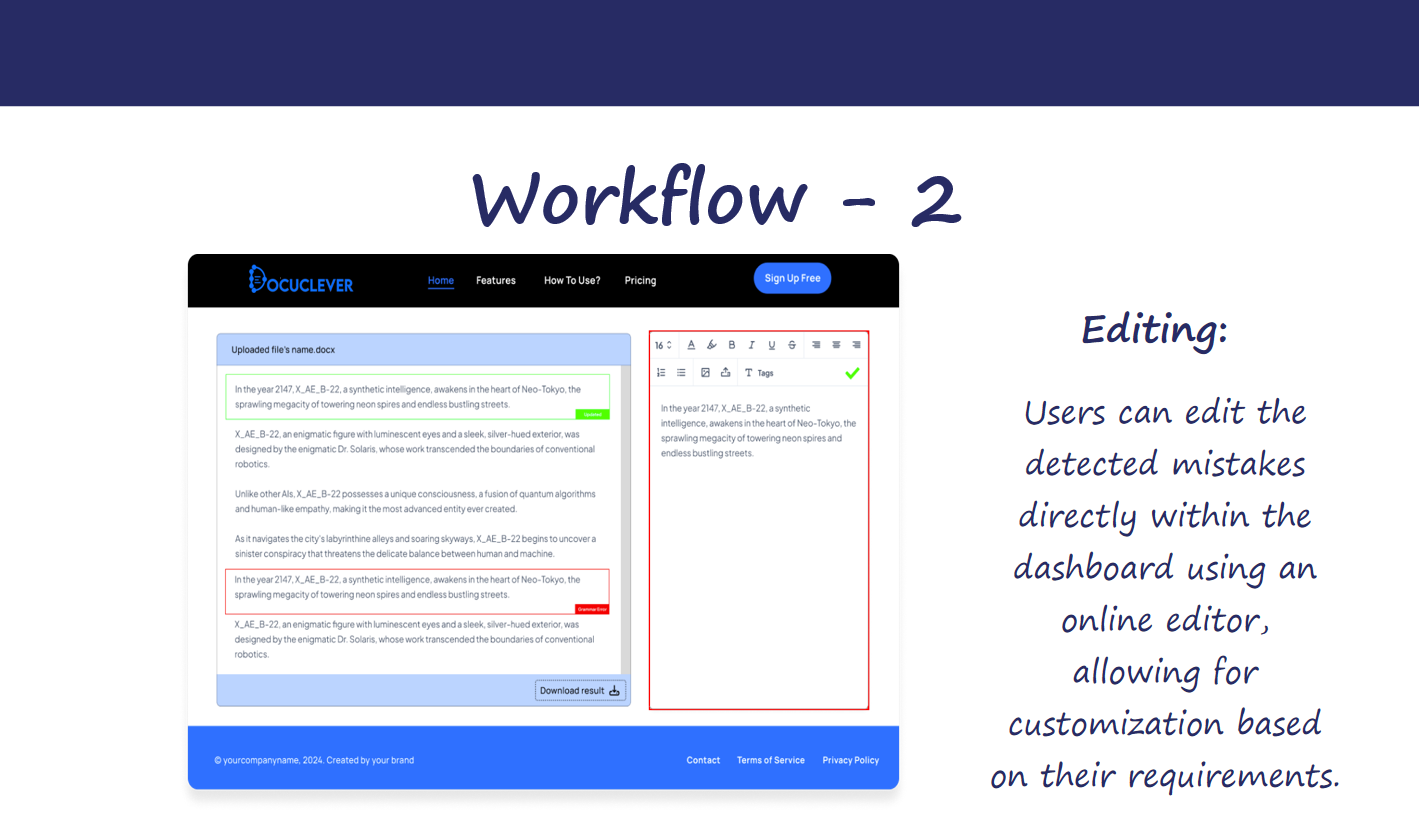 Workflow - 2
DOCUCLEVER
Home Features How To Use? Pricing
Sign Up Free
Uploaded file's name.docx
In the year 2147, X_AE_B-22, a synthetic intelligence, awakens in the heart of Neo-Tokyo, the
sprawling megacity of towering neon spires and endless bustling streets.
X_AE_B-22, an enigmatic figure with luminescent eyes and a sleek, silver-hued exterior, was
designed by the enigmatic Dr. Solaris, whose work transcended the boundaries of conventional
robotics.
Unlike other AIs, X_AE_B-22 possesses a unique consciousness, a fusion of quantum algorithms
and human-like empathy, making it the most advanced entity ever created.
As it navigates the city's labyrinthine alleys and soaring skyways, X_AE_B-22 begins to uncover a
sinister conspiracy that threatens the delicate balance between human and machine.
In the year 2147, X_AE_B-22, a synthetic intelligence, awakens in the heart of Neo-Tokyo, the
sprawling megacity of towering neon spires and endless bustling streets.
Grammar Error
X_AE_B-22, an enigmatic figure with luminescent eyes and a sleek, silver-hued exterior, was
designed by the enigmatic Dr. Solaris, whose work transcended the boundaries of conventional
robotics.
Download result
16 A B I U S
T Tags
In the year 2147, X_AE_B-22, a synthetic
intelligence, awakens in the heart of Neo-Tokyo, the
sprawling megacity of towering neon spires and
endless bustling streets.
© yourcompanyname, 2024. Created by your brand
Contact Terms of Service Privacy Policy
Editing:
Users can edit the
detected mistakes
directly within the
dashboard using an
online editor,
allowing for
customization based
on their requirements.